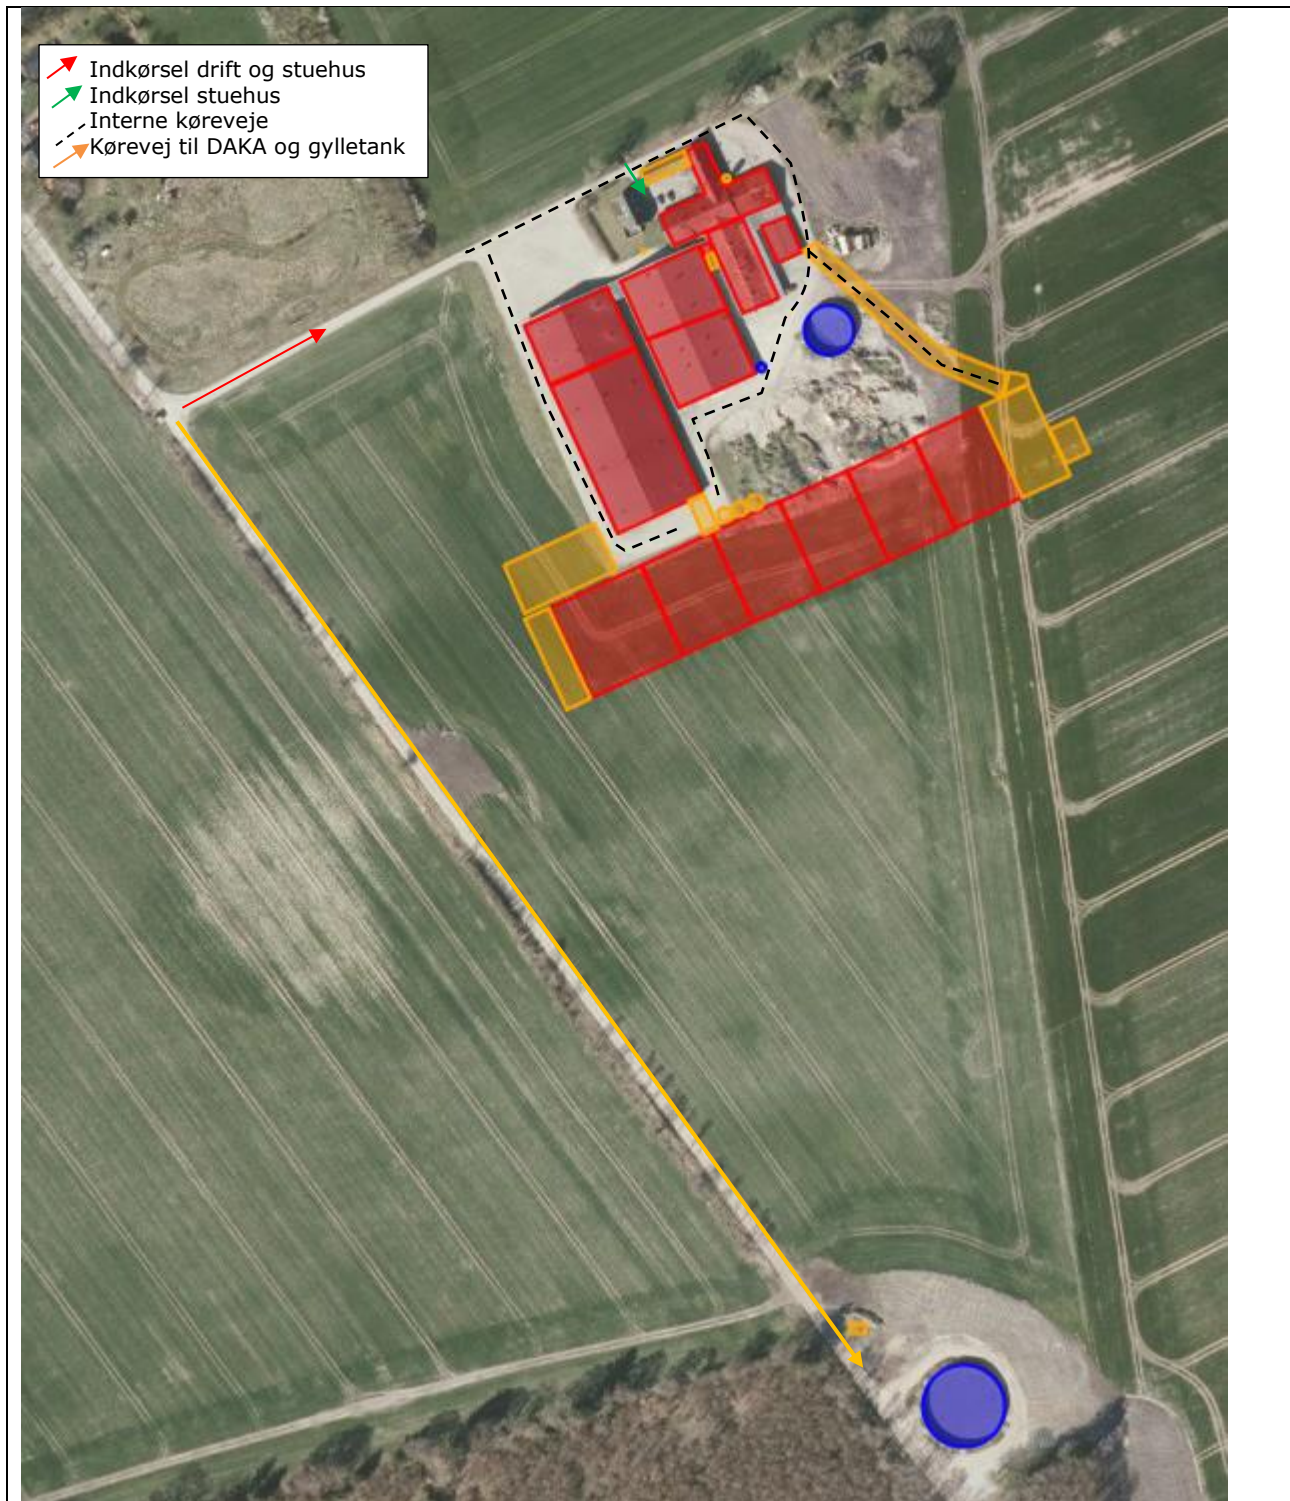 Indkørsel drift og stuehus
Indkørsel stuehus
Interne køreveje
Kørevej til DAKA og gylletank